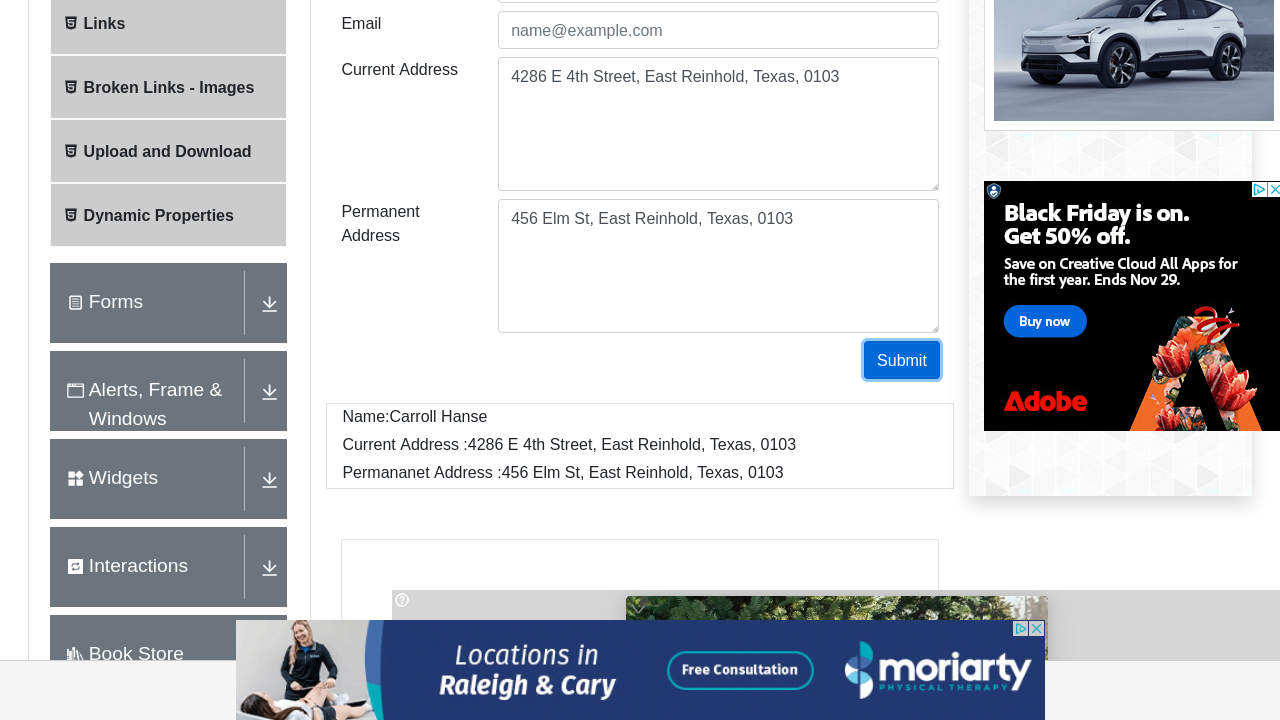 Links
Broken Links - Images
Upload and Download
Dynamic Properties
Forms
Alerts, Frame &
Windows
Widgets
Interactions
Book Store
Email
name@example.com
Current Address
4286 E 4th Street, East Reinhold, Texas, 0103
Permanent
Address
456 Elm St, East Reinhold, Texas, 0103
Submit
Name:Carroll Hanse
Current Address :4286 E 4th Street, East Reinhold, Texas, 0103
Permananet Address :456 Elm St, East Reinhold, Texas, 0103
Black Friday is on.
Get 50% off.
Save on Creative Cloud All Apps for
the first year. Ends Nov 29.
Buy now
Adobe
Locations in
Raleigh & Cary
Free Consultation
moriarty
PHYSICAL THERAPY